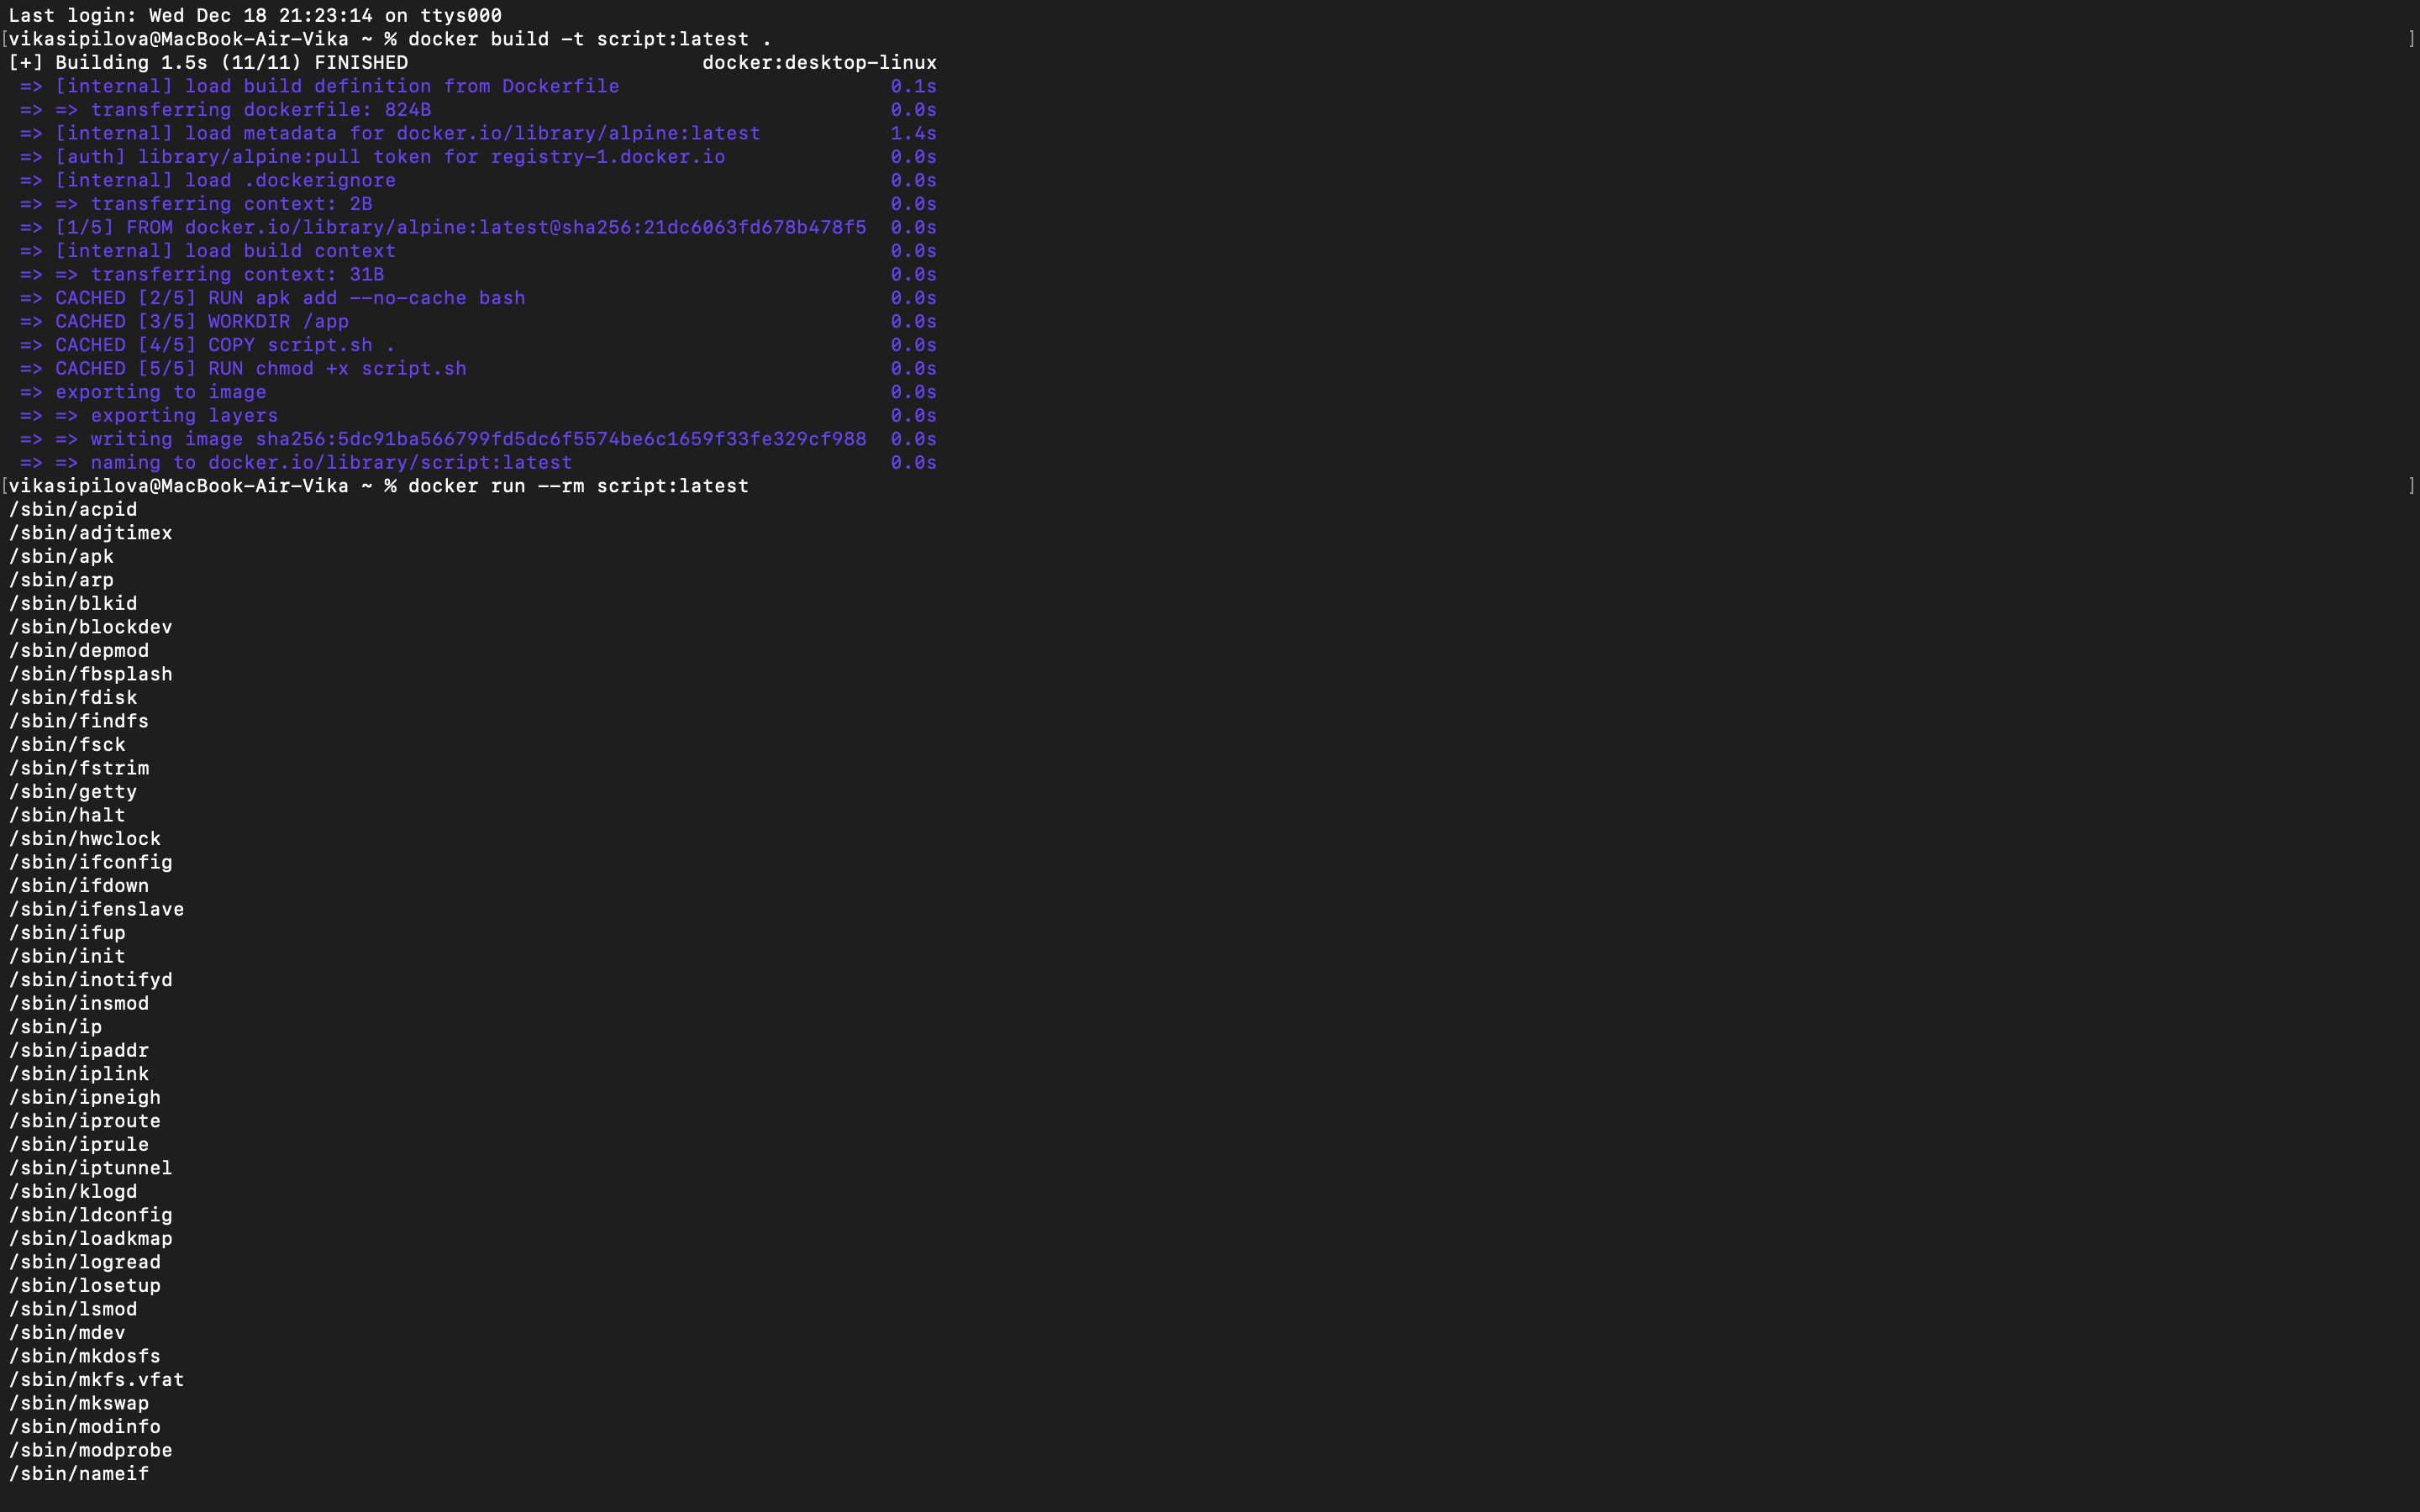 Last login: Wed Dec 18 21:23:14 on ttys000
[vikasipilova@MacBook-Air-Vika ~ % docker build -t script:latest . ]
[+] Building 1.5s (11/11) FINISHED docker:desktop-linux
=> [internal] load build definition from Dockerfile 0.1s
=> => transferring dockerfile: 824B 0.0s
=> [internal] load metadata for docker.io/library/alpine:latest 1.4s
=> [auth] library/alpine:pull token for registry-1.docker.io 0.0s
=> [internal] load .dockerignore 0.0s
=> => transferring context: 2B 0.0s
=> [1/5] FROM docker.io/library/alpine:latest@sha256:21dc6063fd678b478f5 0.0s
=> [internal] load build context 0.0s
=> => transferring context: 31B 0.0s
=> CACHED [2/5] RUN apk add --no-cache bash 0.0s
=> CACHED [3/5] WORKDIR /app 0.0s
=> CACHED [4/5] COPY script.sh . 0.0s
=> CACHED [5/5] RUN chmod +x script.sh 0.0s
=> exporting to image 0.0s
=> => exporting layers 0.0s
=> => writing image sha256:5dc91ba566799fd5dc6f5574be6c1659f33fe329cf988 0.0s
=> => naming to docker.io/library/script:latest 0.0s
[vikasipilova@MacBook-Air-Vika ~ % docker run --rm script:latest ]
/sbin/acpid
/sbin/adjtimex
/sbin/apk
/sbin/arp
/sbin/blkid
/sbin/blockdev
/sbin/depmod
/sbin/fbsplash
/sbin/fdisk
/sbin/findfs
/sbin/fsck
/sbin/fstrim
/sbin/getty
/sbin/halt
/sbin/hwclock
/sbin/ifconfig
/sbin/ifdown
/sbin/ifenslave
/sbin/ifup
/sbin/init
/sbin/inotifyd
/sbin/insmod
/sbin/ip
/sbin/ipaddr
/sbin/iplink
/sbin/ipneigh
/sbin/iproute
/sbin/iprule
/sbin/iptunnel
/sbin/klogd
/sbin/ldconfig
/sbin/loadkmap
/sbin/logread
/sbin/losetup
/sbin/lsmod
/sbin/mdev
/sbin/mkdosfs
/sbin/mkfs.vfat
/sbin/mkswap
/sbin/modinfo
/sbin/modprobe
/sbin/nameif